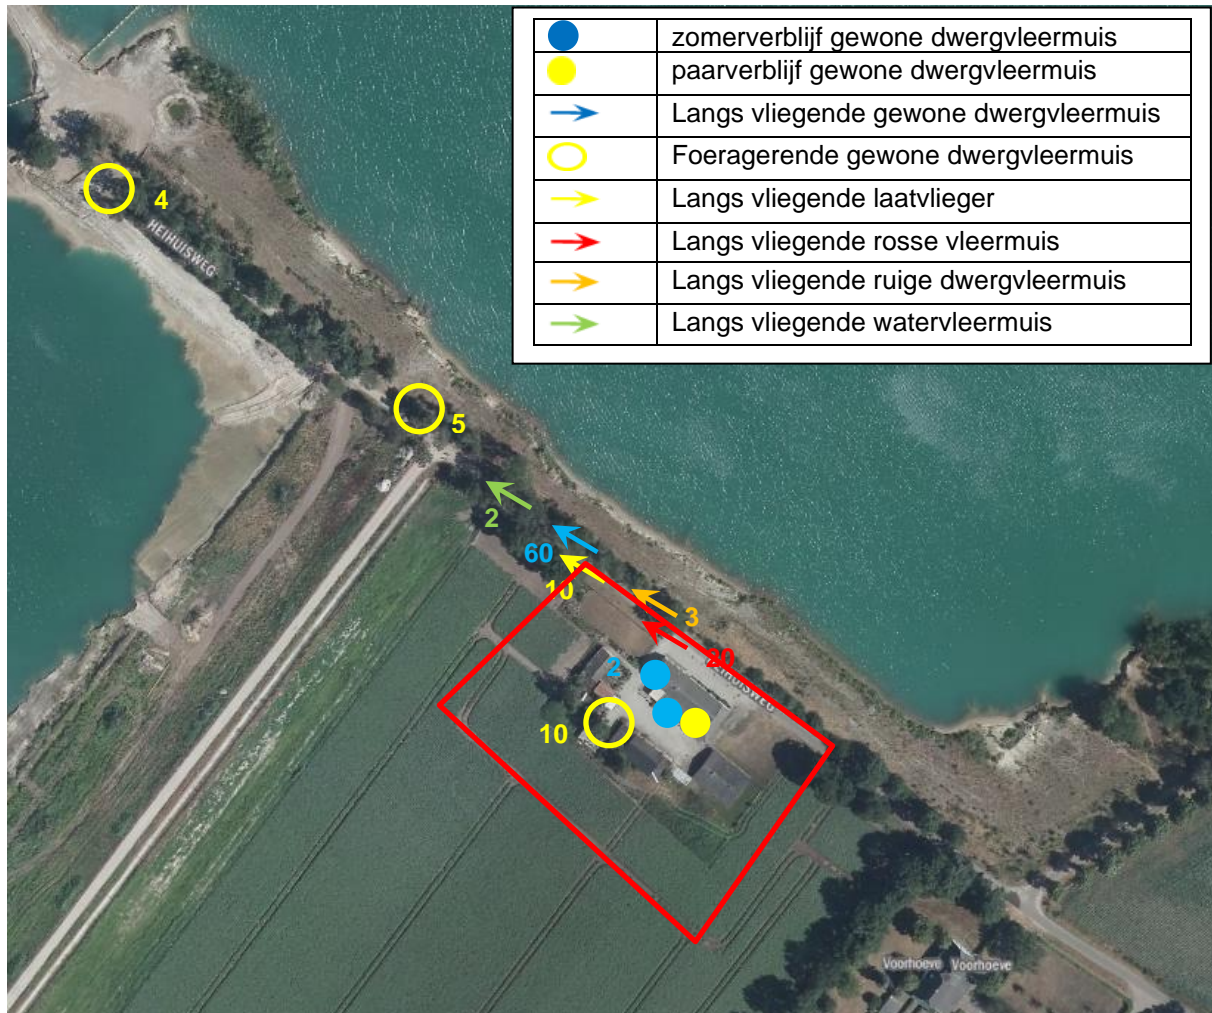 zomerverblijf gewone dwergvleermuis
paarverblijf gewone dwergvleermuis
Langs vliegende gewone dwergvleermuis
Foeragerende gewone dwergvleermuis
Langs vliegende laatvlieger
Langs vliegende rosse vleermuis
Langs vliegende ruige dwergvleermuis
Langs vliegende watervleermuis
4
HEIHUISWEG
5
2
60
10
3
20
2
HEIHUISWEG
10
Voorhoeve Voorhoeve